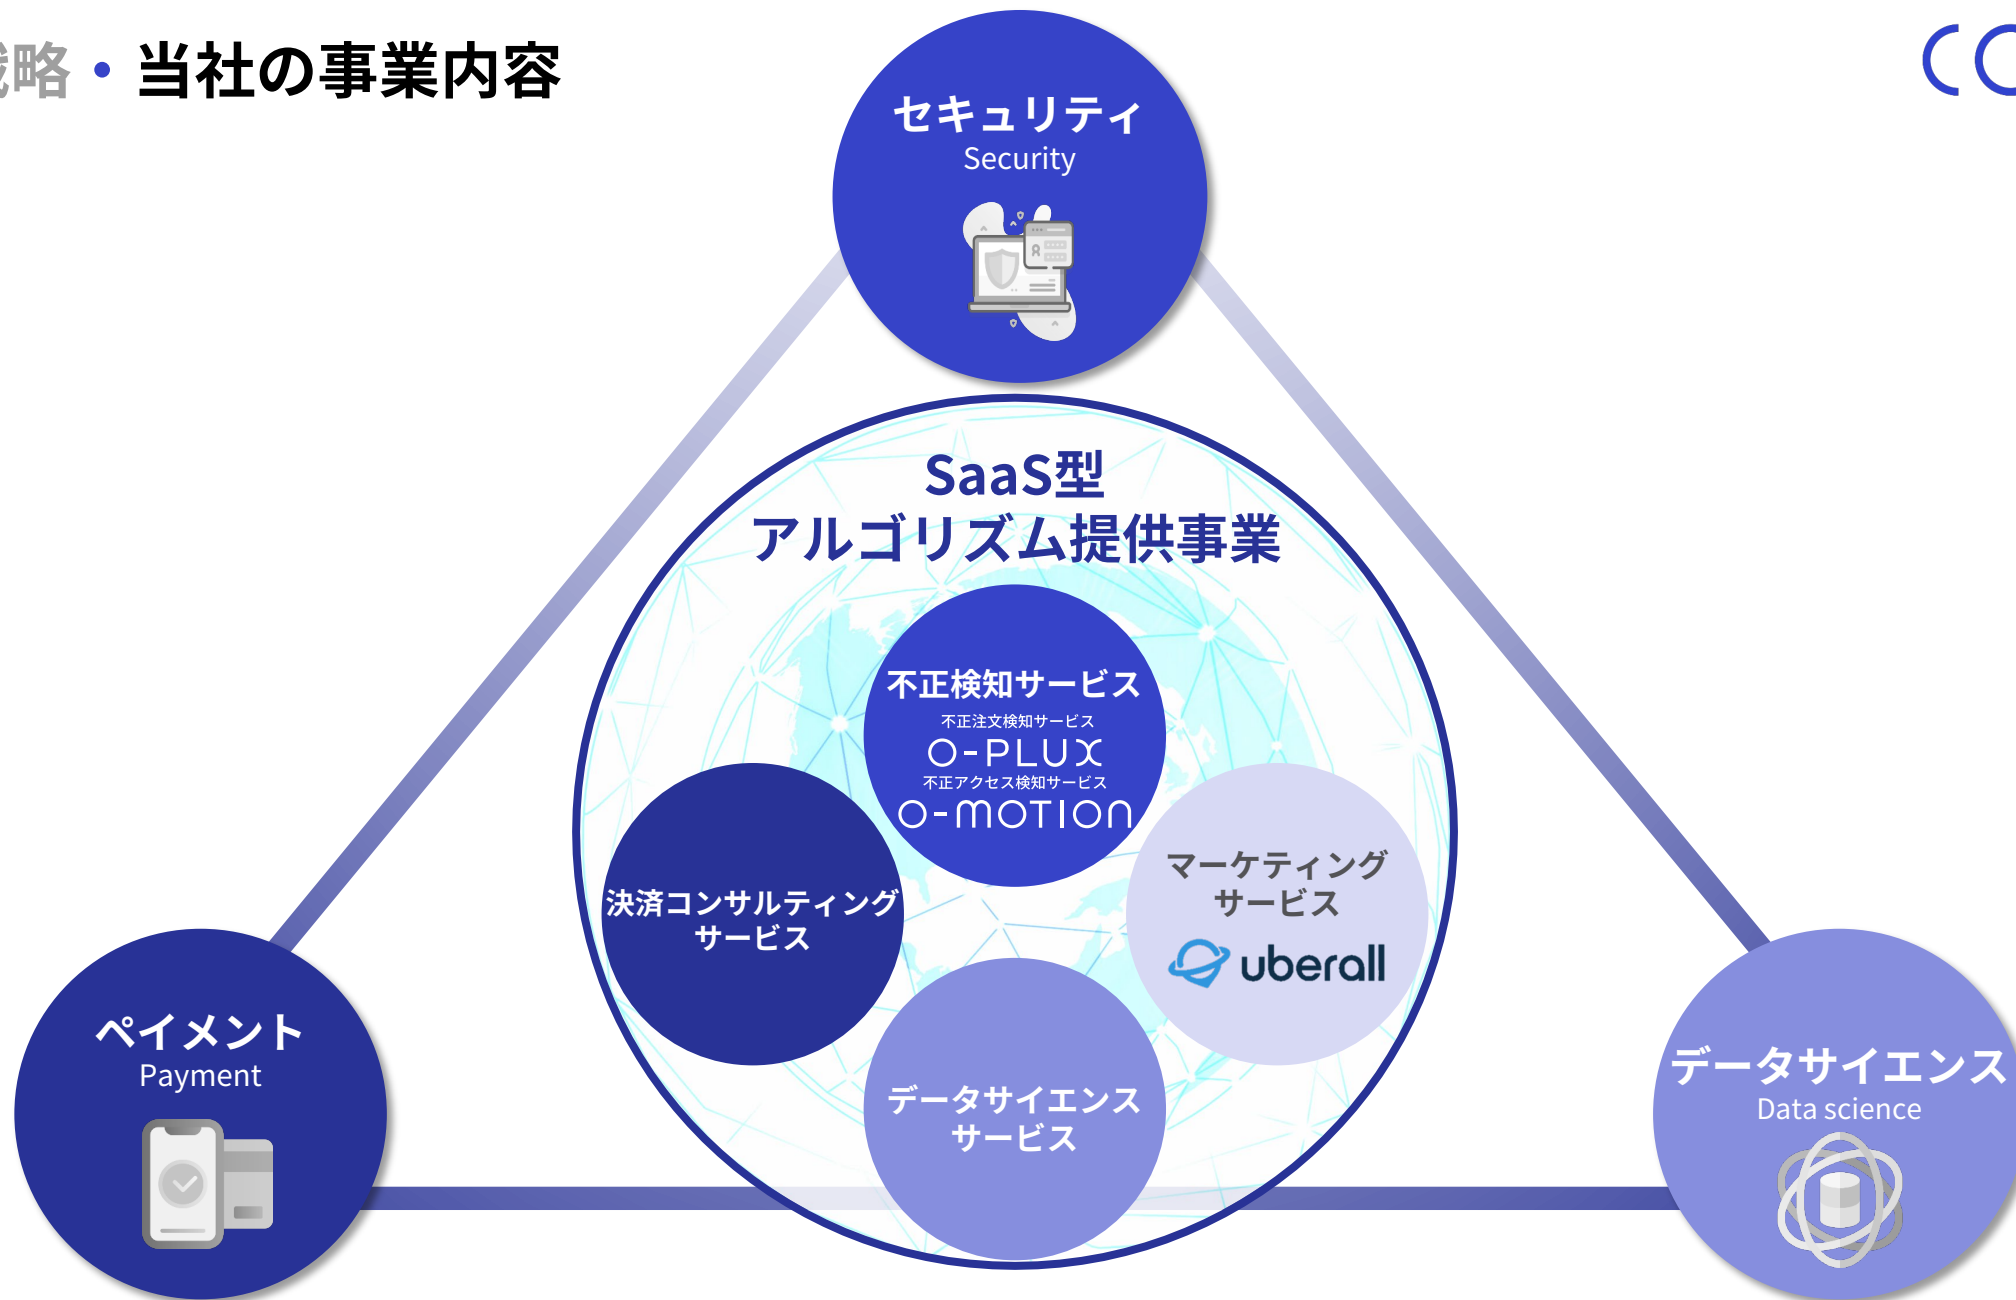 略・当社の事業内容
セキュリティ
Security
SaaS型
アルゴリズム提供事業
不正検知サービス
不正注文検知サービス
O-PLUX
不正アクセス検知サービス
O-MOTION
決済コンサルティング
サービス
マーケティング
サービス
uberall
データサイエンス
サービス
ペイメント
Payment
データサイエンス
Data science